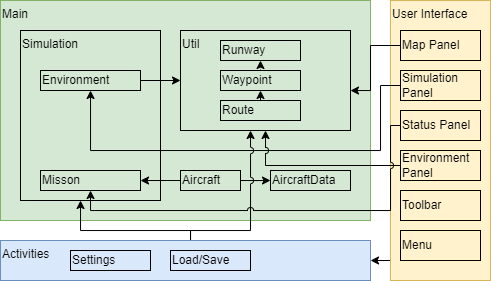 Main
User Interface
Simulation
Util
Runway
Map Panel
Environment
Waypoint
Simulation
Panel
Route
Status Panel
Environment
Panel
Misson
Aircraft
AircraftData
Toolbar
Menu
Activities
Settings
Load/Save